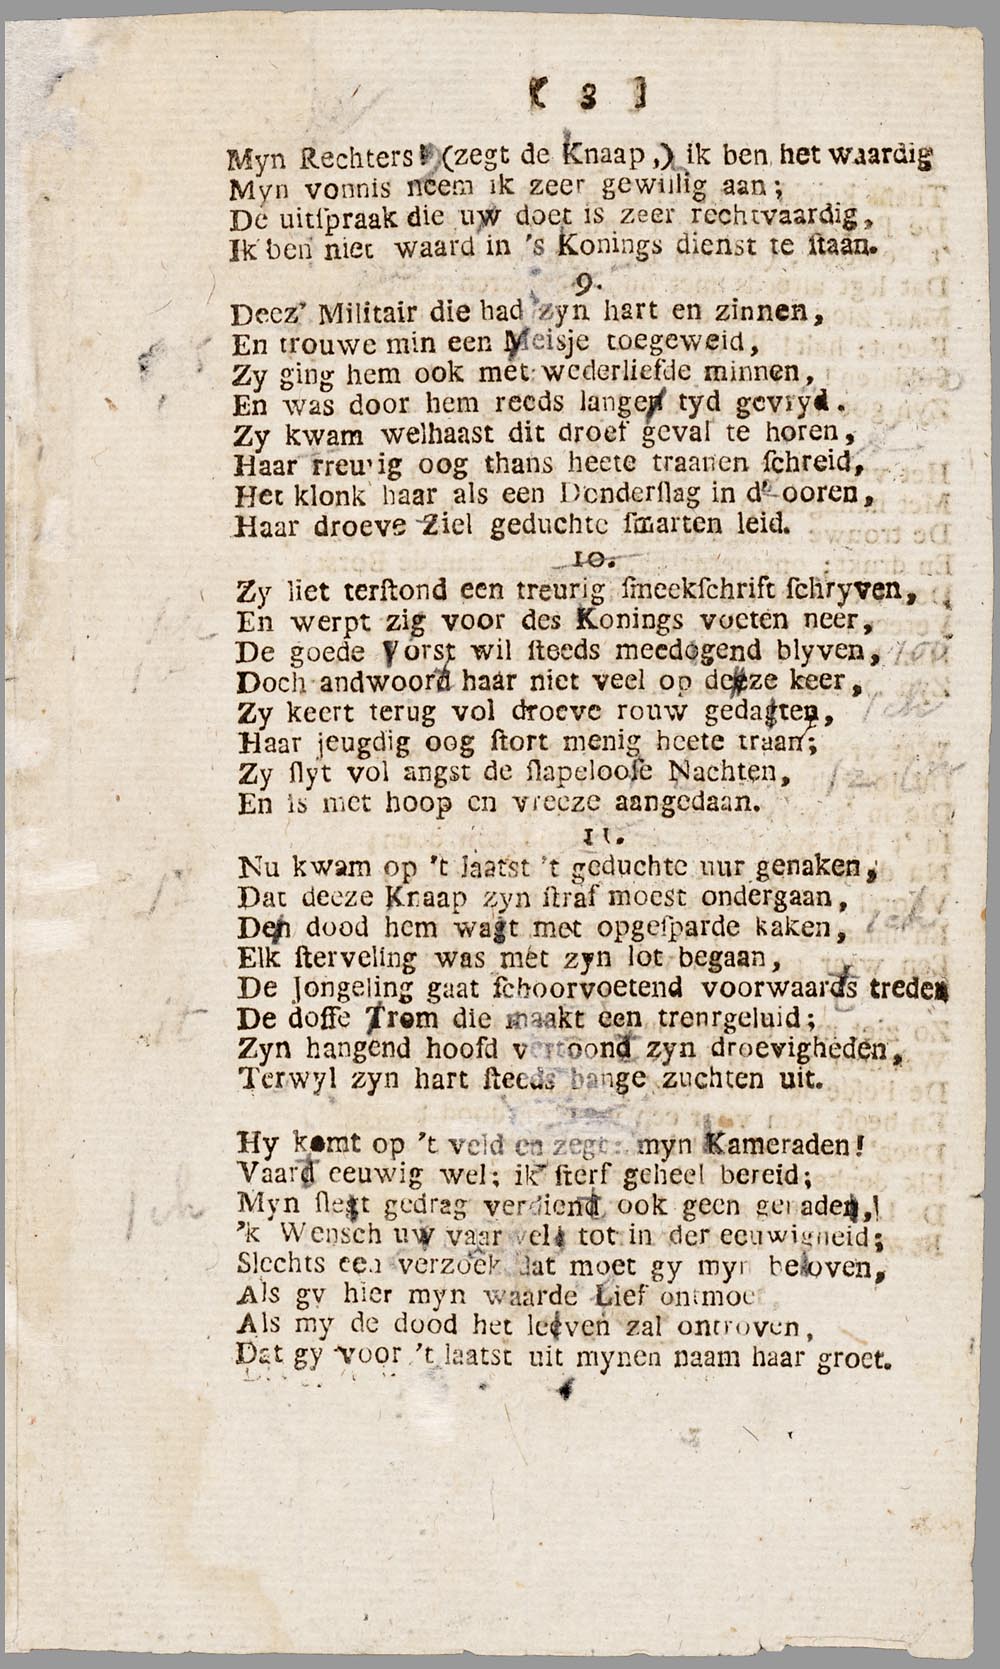 [ 3 ]
Myn Rechters! (zegt de Knaap,) ik ben het waardig
Myn vonnis neem ik zeer gewillig aan;
De uitſpraak die uw doet is zeer rechtvaardig,
Ik ben niet waard in 's Konings dienst te ſtaan.
9.
Deez' Militair die had zyn hart en zinnen,
En trouwe min een Meisje toegeweid,
Zy ging hem ook met wederliefde minnen,
En was door hem reeds langen tyd gevryd.
Zy kwam welhaast dit droef geval te horen,
Haar treurig oog thans heete traanen ſchreid,
Het klonk haar als een Donderſlag in d' ooren,
Haar droeve Ziel geduchte ſmarten leid.
10.
Zy liet terſtond een treurig ſmeekſchrift ſchryven,
En werpt zig voor des Konings voeten neer,
De goede Vorst wil ſteeds meedogend blyven,
Doch andwoord haar niet veel op deeze keer,
Zy keert terug vol droeve rouw gedagten,
Haar jeugdig oog ſtort menig heete traan;
Zy ſlyt vol angst de ſlapelooſe Nachten,
En is met hoop en vreeze aangedaan.
11.
Nu kwam op 't laatst 't geduchte uur genaken,
Dat deeze Knaap zyn ſtraf moest ondergaan,
Den dood hem wagt met opgeſparde kaken,
Elk ſterveling was met zyn lot begaan,
De Jongeling gaat ſchoorvoetend voorwaards treden
De doffe Trom die maakt een trenrgeluid;
Zyn hangend hoofd vertoond zyn droevigheden,
Terwyl zyn hart ſteeds bange zuchten uit.
Hy komt op 't veld en zegt: myn Kameraden!
Vaard eeuwig wel; ik ſterf geheel bereid;
Myn ſlegt gedrag verdiend ook geen genaden,
'k Wensch uw vaar wel tot in der eeuwigheid;
Slechts een verzoek dat moet gy myn beloven,
Als gy hier myn waarde Lief ontmoet,
Als my de dood het leeven zal ontroven,
Dat gy voor 't laatst uit mynen naam haar groet.